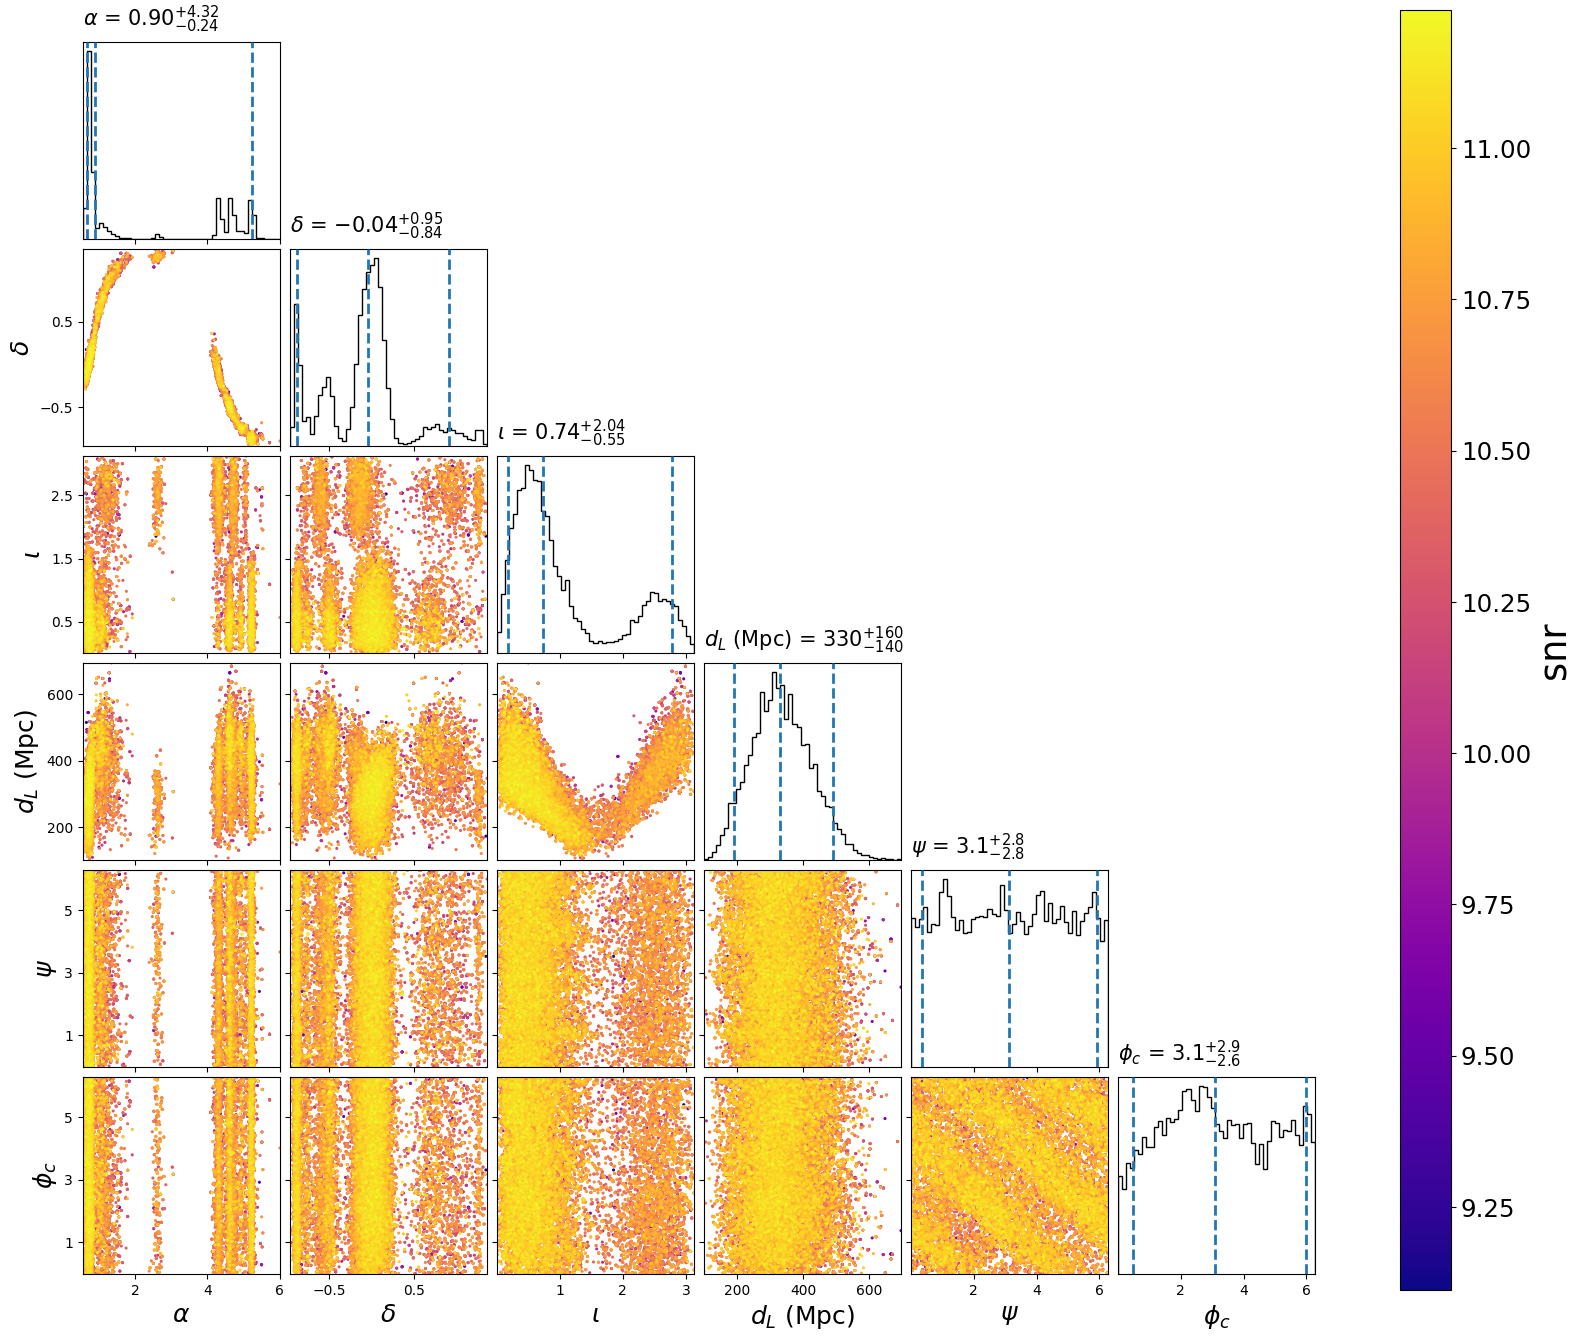 α = 0.90+4.32−0.24
δ = −0.04+0.95−0.84
ι = 0.74+2.04−0.55
d_L (Mpc) = 330+160−140
ψ = 3.1+2.8−2.8
ϕ_c = 3.1+2.9−2.6
δ
0.5
−0.5
ι
2.5
1.5
0.5
d_L (Mpc)
600
400
200
ψ
5
3
1
ϕ_c
5
3
1
2 4 6
−0.5 0.5
1 2 3
200 400 600
2 4 6
2 4 6
α
δ
ι
d_L (Mpc)
ψ
ϕ_c
11.00
10.75
10.50
10.25
10.00
9.75
9.50
9.25
snr